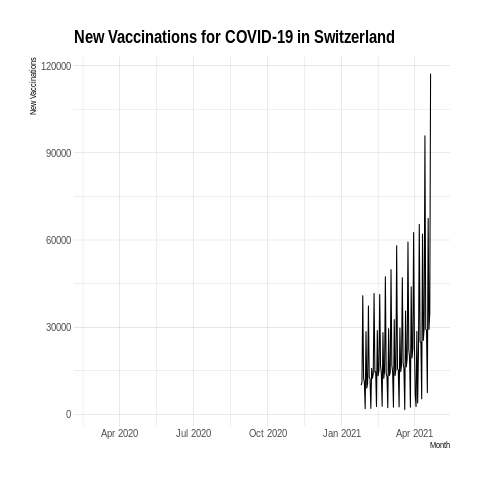 New Vaccinations for COVID-19 in Switzerland
New Vaccinations
120000
90000
60000
30000
0
Apr 2020 Jul 2020 Oct 2020 Jan 2021 Apr 2021
Month